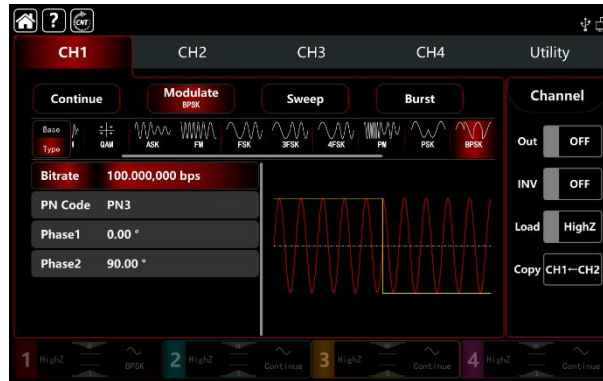 ? CNT
CH1 CH2 CH3 CH4 Utility
Continue Modulate Sweep Burst Channel
BPSK
Base
Type QAM ASK FM FSK 3FSK 4FSK PM PSK BPSK
Out OFF
Bitrate 100.000,000 bps
INV OFF
PN Code PN3
Phase1 0.00 °
Load HighZ
Phase2 90.00 °
Copy CH1←CH2
1 HighZ BPSK 2 HighZ Continue 3 HighZ Continue 4 HighZ Continue